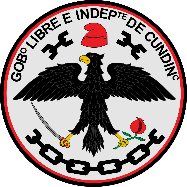 GOBº LIBRE E INDEPᵀᴱ DE CUNDINᶜ